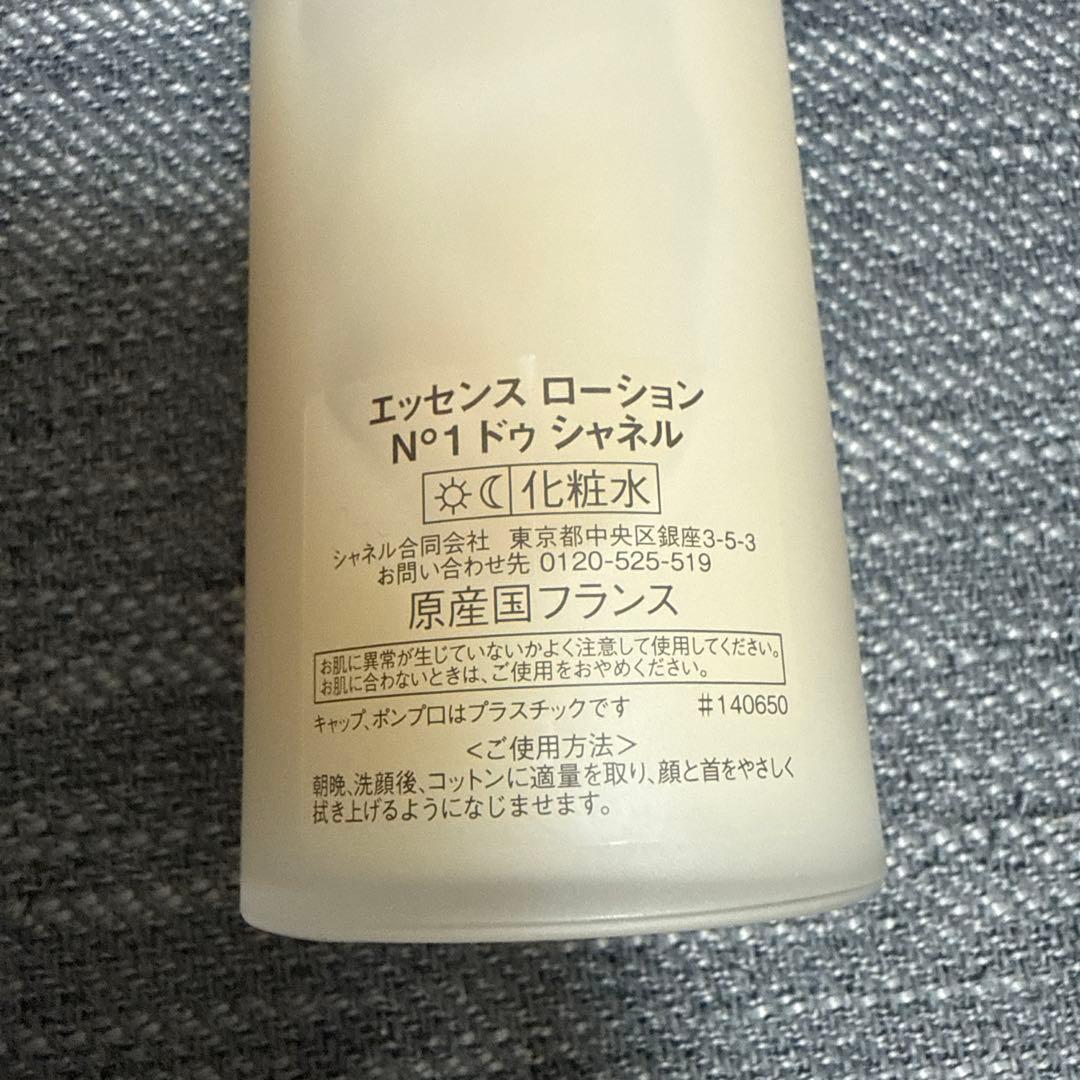 エッセンス ローション
N°1 ドゥ シャネル
化粧水
シャネル合同会社 東京都中央区銀座3-5-3
お問い合わせ先 0120-525-519
原産国フランス
お肌に異常が生じていないかよく注意して使用してください。
お肌に合わないときは、ご使用をおやめください。
キャップ、ポンプ口はプラスチックです #140650
<ご使用方法>
朝晩、洗顔後、コットンに適量を取り、顔と首をやさしく
拭き上げるようになじませます。